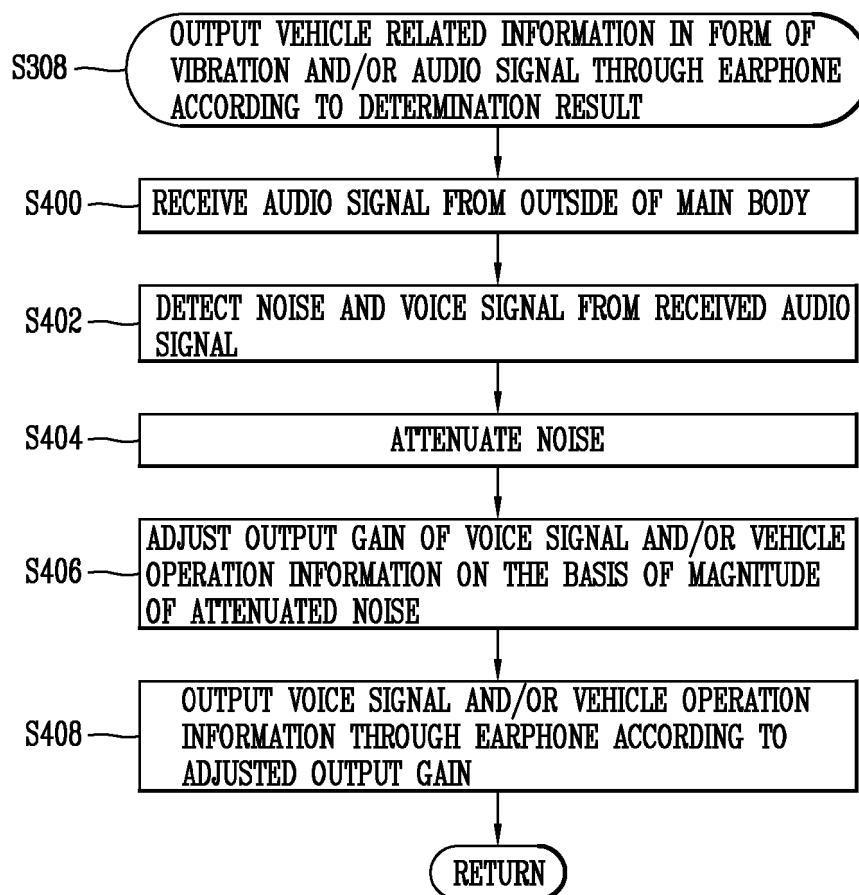 S308
OUTPUT VEHICLE RELATED INFORMATION IN FORM OF
VIBRATION AND/OR AUDIO SIGNAL THROUGH EARPHONE
ACCORDING TO DETERMINATION RESULT
S400
RECEIVE AUDIO SIGNAL FROM OUTSIDE OF MAIN BODY
S402
DETECT NOISE AND VOICE SIGNAL FROM RECEIVED AUDIO
SIGNAL
S404
ATTENUATE NOISE
S406
ADJUST OUTPUT GAIN OF VOICE SIGNAL AND/OR VEHICLE
OPERATION INFORMATION ON THE BASIS OF MAGNITUDE
OF ATTENUATED NOISE
S408
OUTPUT VOICE SIGNAL AND/OR VEHICLE OPERATION
INFORMATION THROUGH EARPHONE ACCORDING TO
ADJUSTED OUTPUT GAIN
RETURN